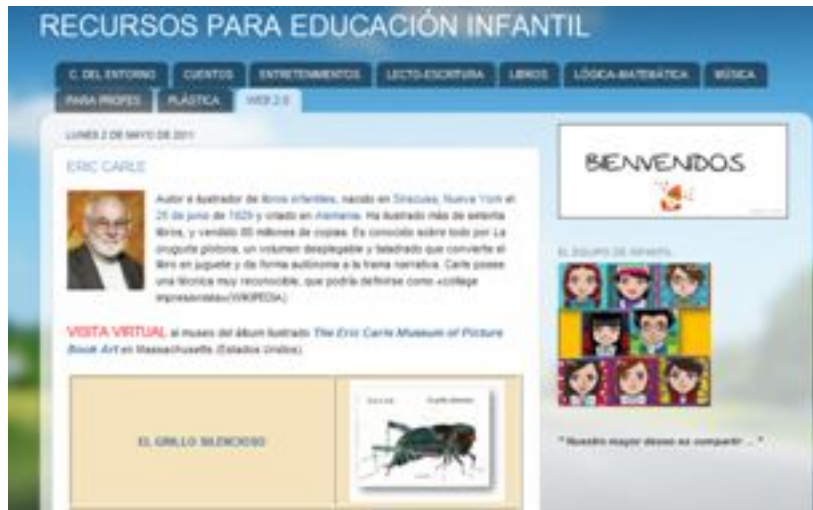 RECURSOS PARA EDUCACIÓN INFANTIL
C. DEL ENTORNO CUENTOS ENTRETENIMIENTOS LECTO-ESCRITURA LIBROS LÓGICA-MATEMÁTICA MÚSICA
PARA PROFES PLÁSTICA WEB 2.0
LUNES 2 DE MAYO DE 2011
ERIC CARLE
Autor e ilustrador de libros infantiles, nacido en Siracusa, Nueva York el
25 de junio de 1929 y criado en Alemania. Ha ilustrado más de setenta
libros, y vendido 80 millones de copias. Es conocido sobre todo por La
oruguita glotona, un volumen desplegable y taladrado que convierte el
libro en juguete y da forma autónoma a la trama narrativa. Carle posee
una técnica muy reconocible, que podría definirse como «collage
impresionista»(WIKIPEDIA)
VISITA VIRTUAL al museo del álbum ilustrado The Eric Carle Museum of Picture
Book Art en Massachusetts (Estados Unidos)
EL GRILLO SILENCIOSO
BIENVENIDOS
EL EQUIPO DE INFANTIL
" Nuestro mayor deseo es compartir ... "